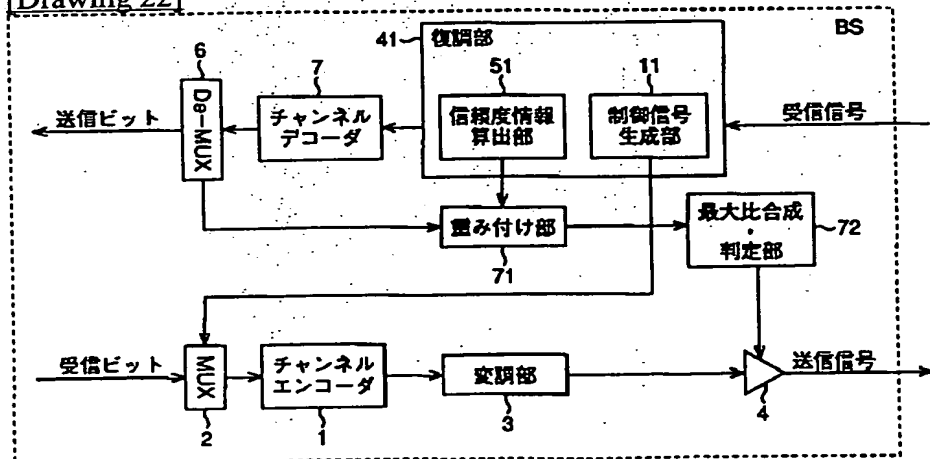 [Drawing 22]
BS
41
復調部
6
7
51
11
De-MUX
送信ビット
チャンネル
デコーダ
信頼度情報
算出部
制御信号
生成部
受信信号
重み付け部
71
最大比合成
・
判定部
72
受信ビット
MUX
2
チャンネル
エンコーダ
1
変調部
3
4
送信信号